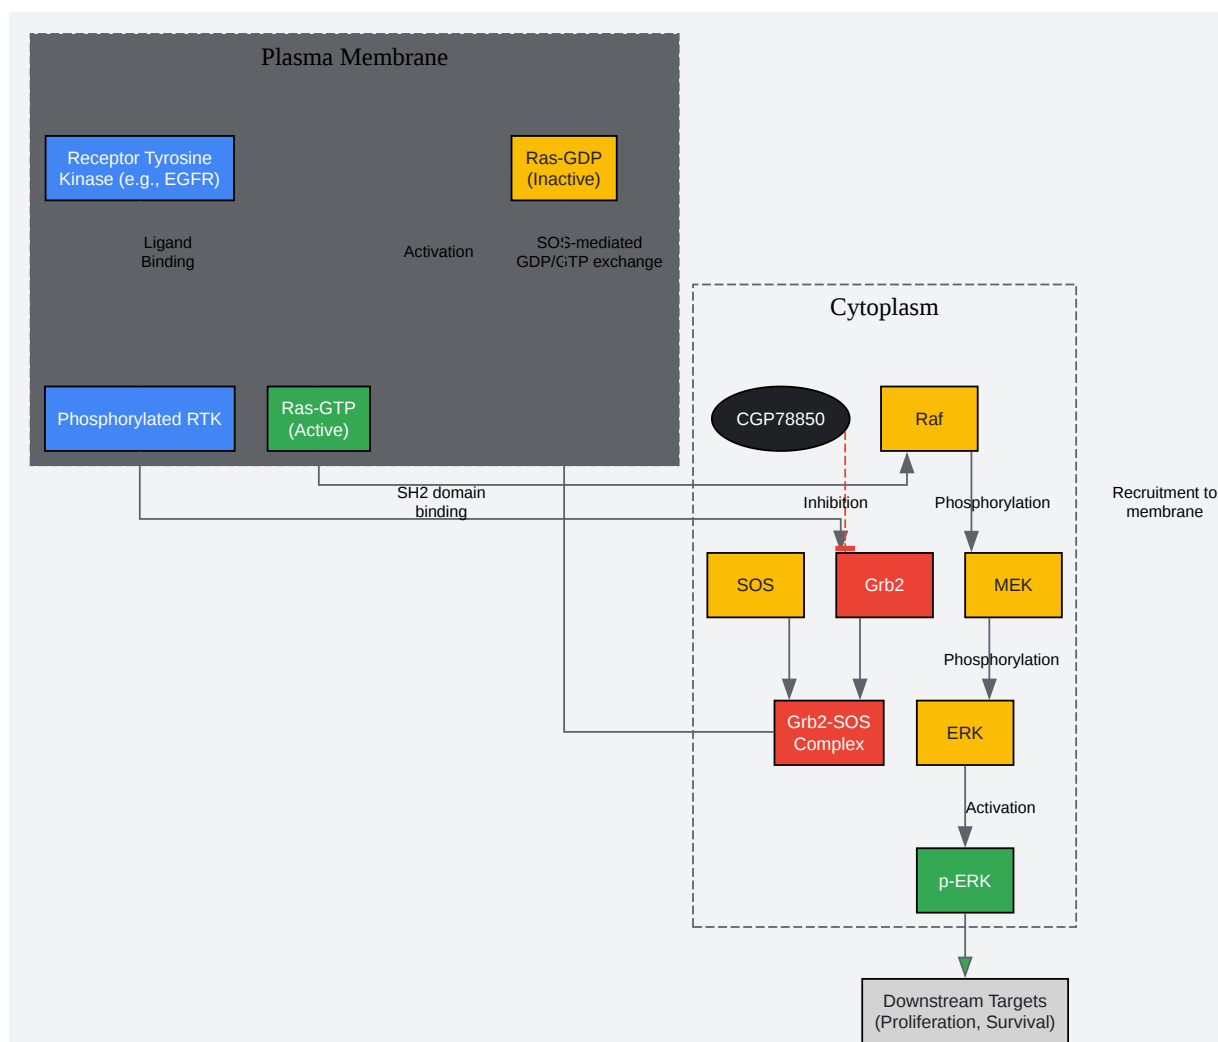 Plasma Membrane
Receptor Tyrosine
Kinase (e.g., EGFR)
Ras-GDP
(Inactive)
Ligand
Binding
Activation
SOS-mediated
GDP/GTP exchange
Cytoplasm
Phosphorylated RTK
Ras-GTP
(Active)
CGP78850
Raf
SH2 domain
binding
Inhibition
Phosphorylation
Recruitment to
membrane
SOS
Grb2
MEK
Phosphorylation
Grb2-SOS
Complex
ERK
Activation
p-ERK
Downstream Targets
(Proliferation, Survival)